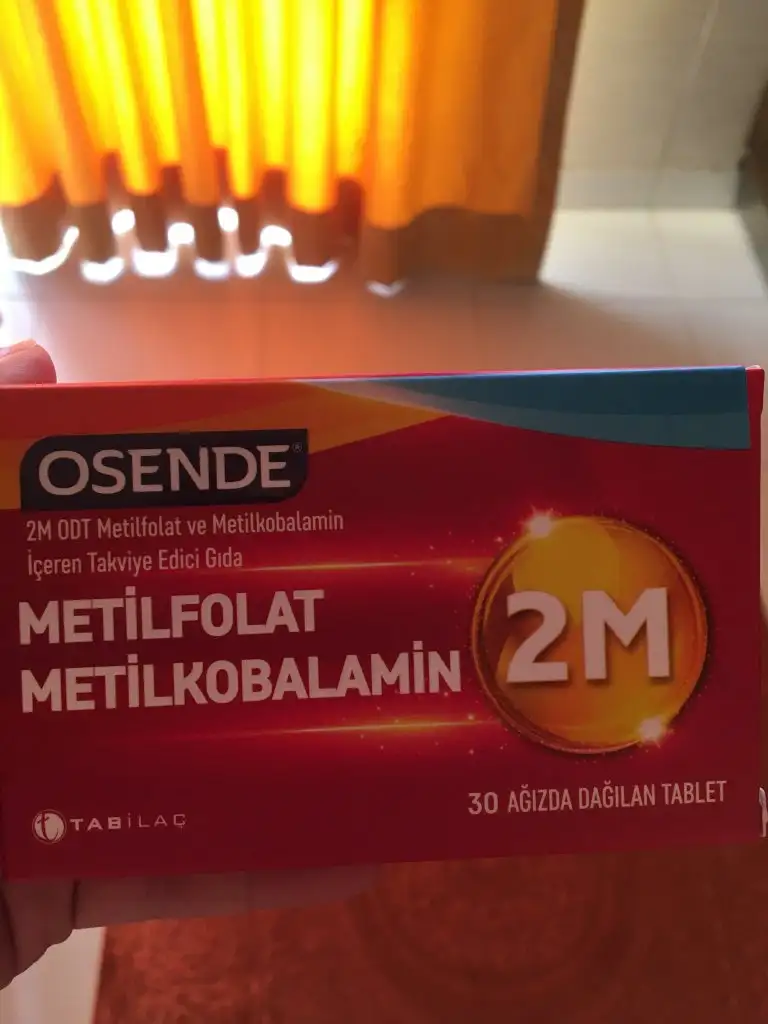 OSENDE®
2M ODT Metilfolat ve Metilkobalamin
İçeren Takviye Edici Gıda
METİLFOLAT
METİLKOBALAMİN
2M
30 AĞIZDA DAĞILAN TABLET
TABİLAÇ